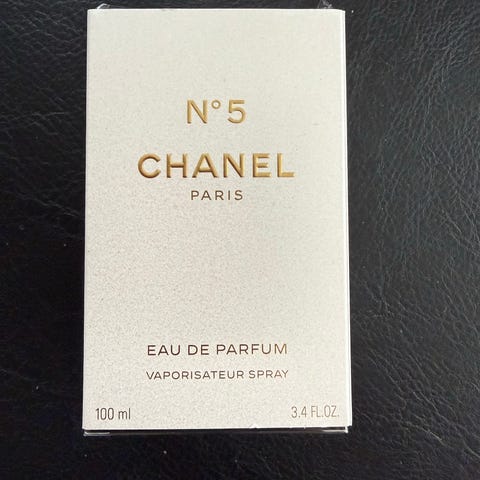 N° 5
CHANEL
PARIS
EAU DE PARFUM
VAPORISATEUR SPRAY
100 ml 3.4 FL.OZ.